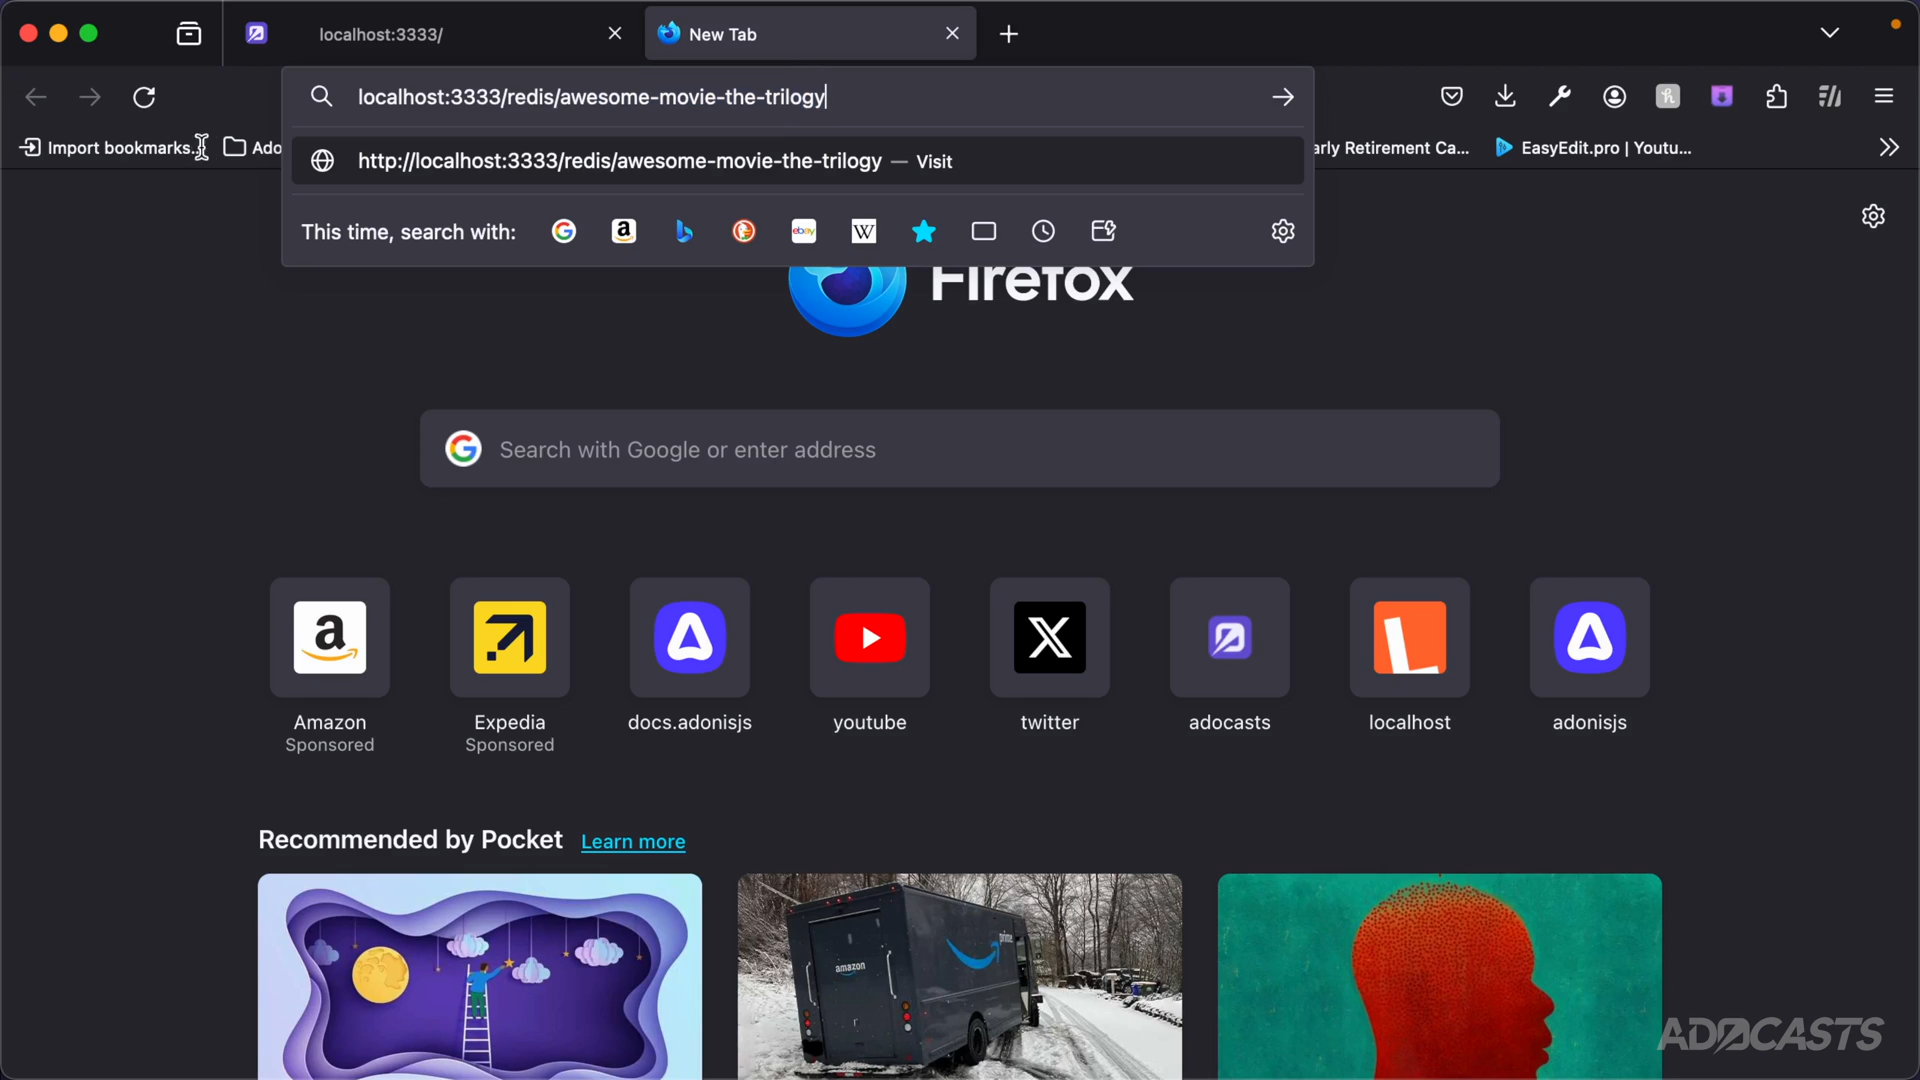 localhost:3333/
New Tab
localhost:3333/redis/awesome-movie-the-trilogy
Import bookmarks...
Ado
arly Retirement Ca...
EasyEdit.pro | Youtu...
http://localhost:3333/redis/awesome-movie-the-trilogy — Visit
This time, search with:
ebay
W
Firefox
Search with Google or enter address
Amazon
Sponsored
Expedia
Sponsored
docs.adonisjs
youtube
twitter
adocasts
localhost
adonisjs
Recommended by Pocket
Learn more
amazon
prime
ADOCASTS